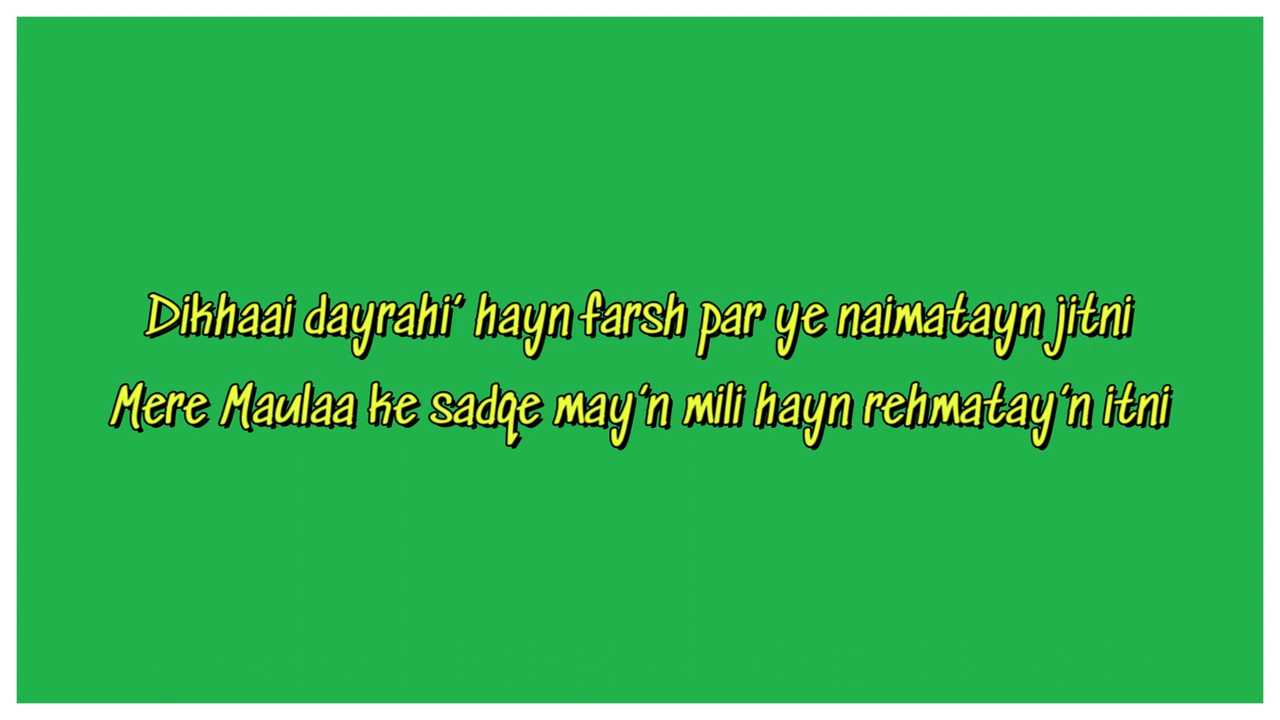 Dikhaai dayrahi' hayn farsh par ye naimatayn jitni
Mere Maulaa ke sadqe may'n mili hayn rehmatay'n itni